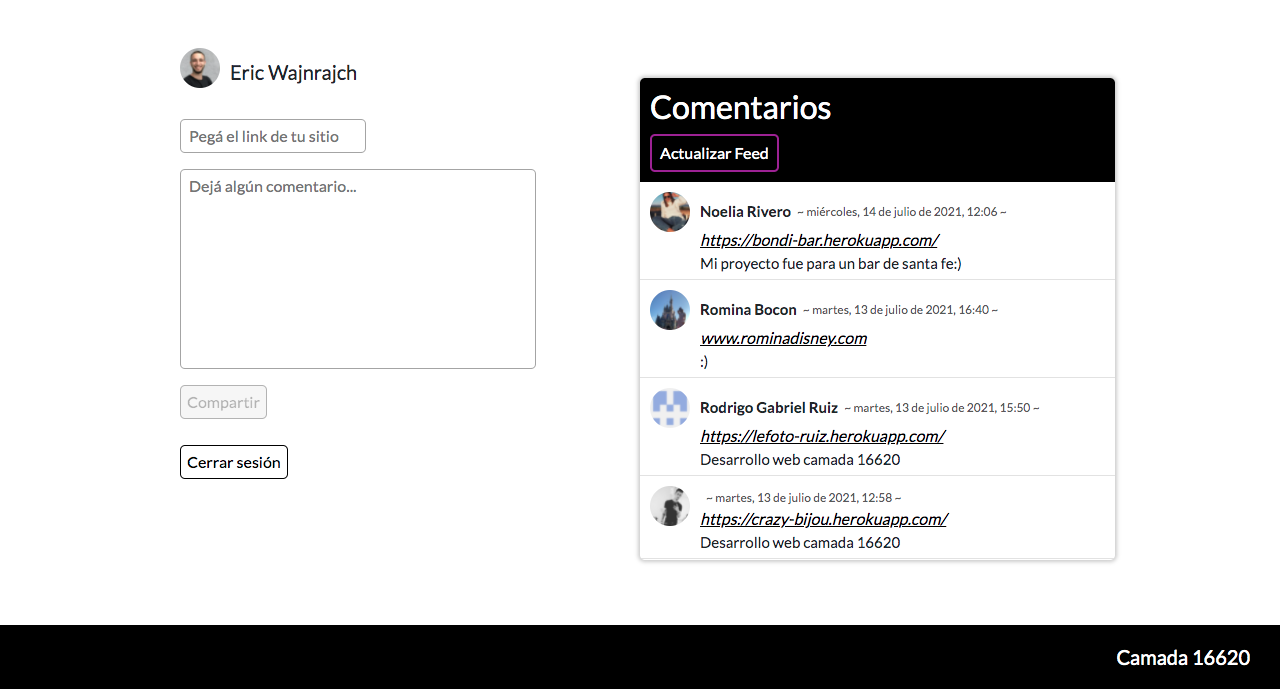 Eric Wajnrajch
Pegá el link de tu sitio
Dejá algún comentario...
Compartir
Cerrar sesión
Comentarios
Actualizar Feed
Noelia Rivero ~ miércoles, 14 de julio de 2021, 12:06 ~
https://bondi-bar.herokuapp.com/
Mi proyecto fue para un bar de santa fe:)
Romina Bocon ~ martes, 13 de julio de 2021, 16:40 ~
www.rominadisney.com
:)
Rodrigo Gabriel Ruiz ~ martes, 13 de julio de 2021, 15:50 ~
https://lefoto-ruiz.herokuapp.com/
Desarrollo web camada 16620
~ martes, 13 de julio de 2021, 12:58 ~
https://crazy-bijou.herokuapp.com/
Desarrollo web camada 16620
Camada 16620